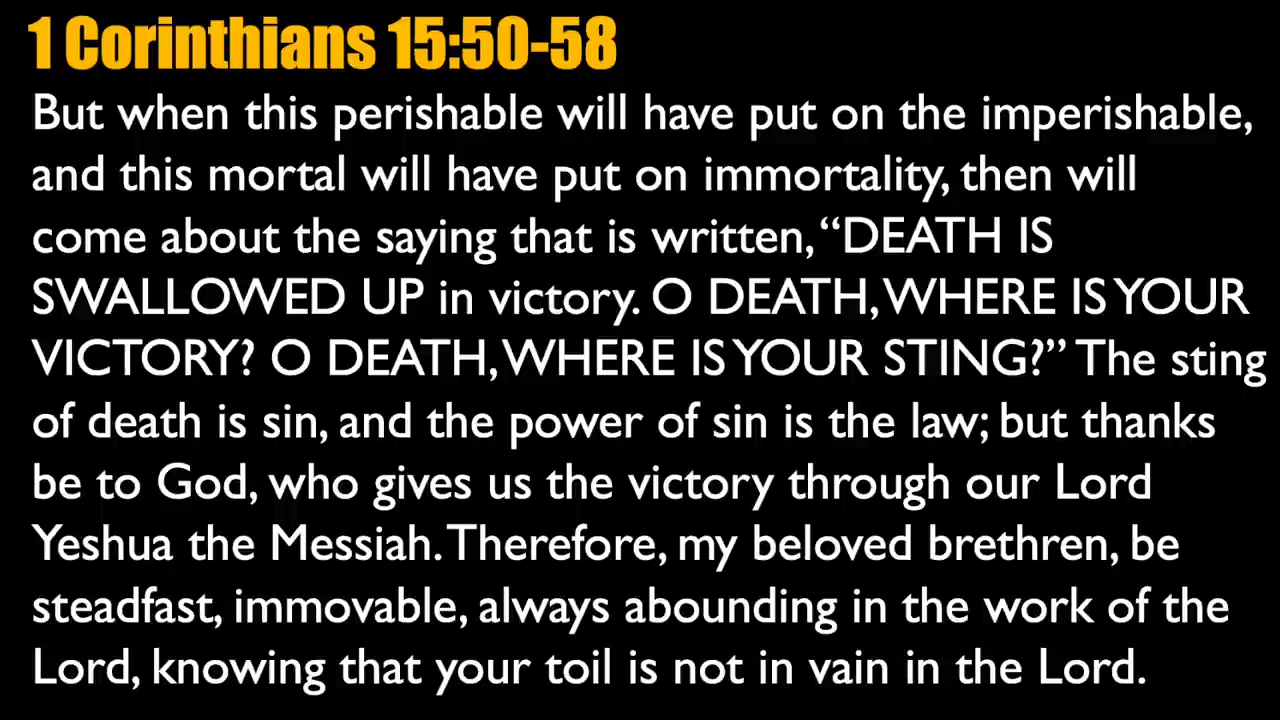 1 Corinthians 15:50-58
But when this perishable will have put on the imperishable,
and this mortal will have put on immortality, then will
come about the saying that is written, “DEATH IS
SWALLOWED UP in victory. O DEATH, WHERE IS YOUR
VICTORY? O DEATH, WHERE IS YOUR STING?” The sting
of death is sin, and the power of sin is the law; but thanks
be to God, who gives us the victory through our Lord
Yeshua the Messiah. Therefore, my beloved brethren, be
steadfast, immovable, always abounding in the work of the
Lord, knowing that your toil is not in vain in the Lord.